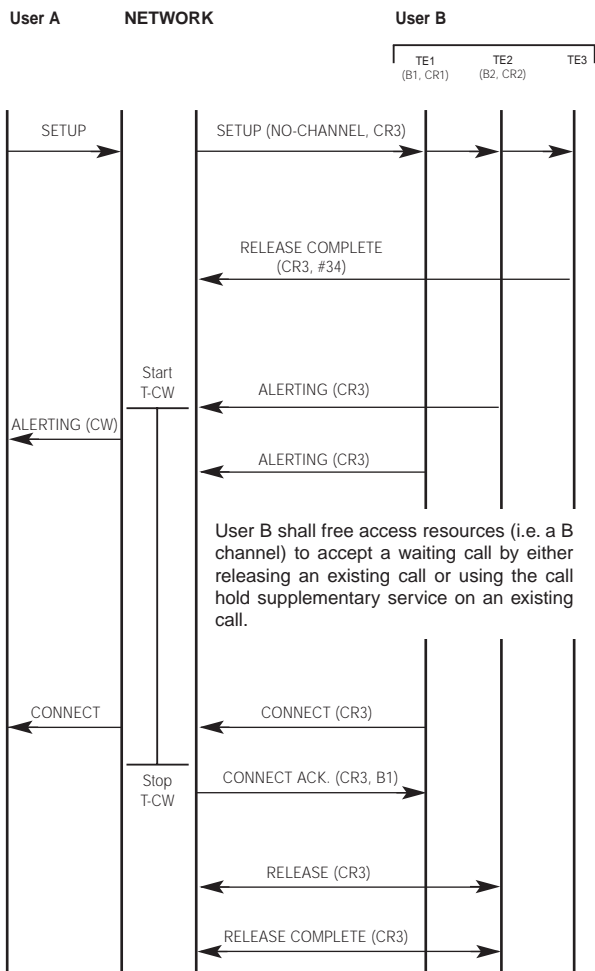 User A NETWORK User B
TE1 TE2 TE3
(B1, CR1) (B2, CR2)
SETUP SETUP (NO-CHANNEL, CR3)
RELEASE COMPLETE
(CR3, #34)
Start
T-CW
ALERTING (CR3)
ALERTING (CW)
ALERTING (CR3)
User B shall free access resources (i.e. a B
channel) to accept a waiting call by either
releasing an existing call or using the call
hold supplementary service on an existing
call.
CONNECT CONNECT (CR3)
Stop
T-CW
CONNECT ACK. (CR3, B1)
RELEASE (CR3)
RELEASE COMPLETE (CR3)